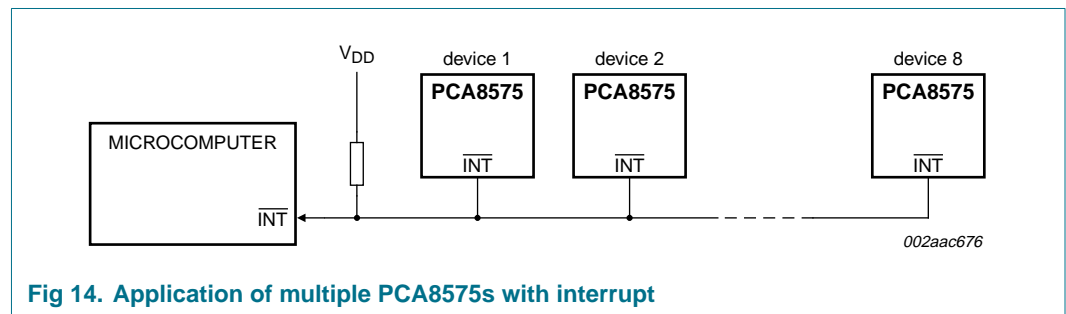 V_DD
device 1
device 2
device 8
PCA8575
PCA8575
PCA8575
MICROCOMPUTER
INT
INT
INT
INT
002aac676
Fig 14. Application of multiple PCA8575s with interrupt